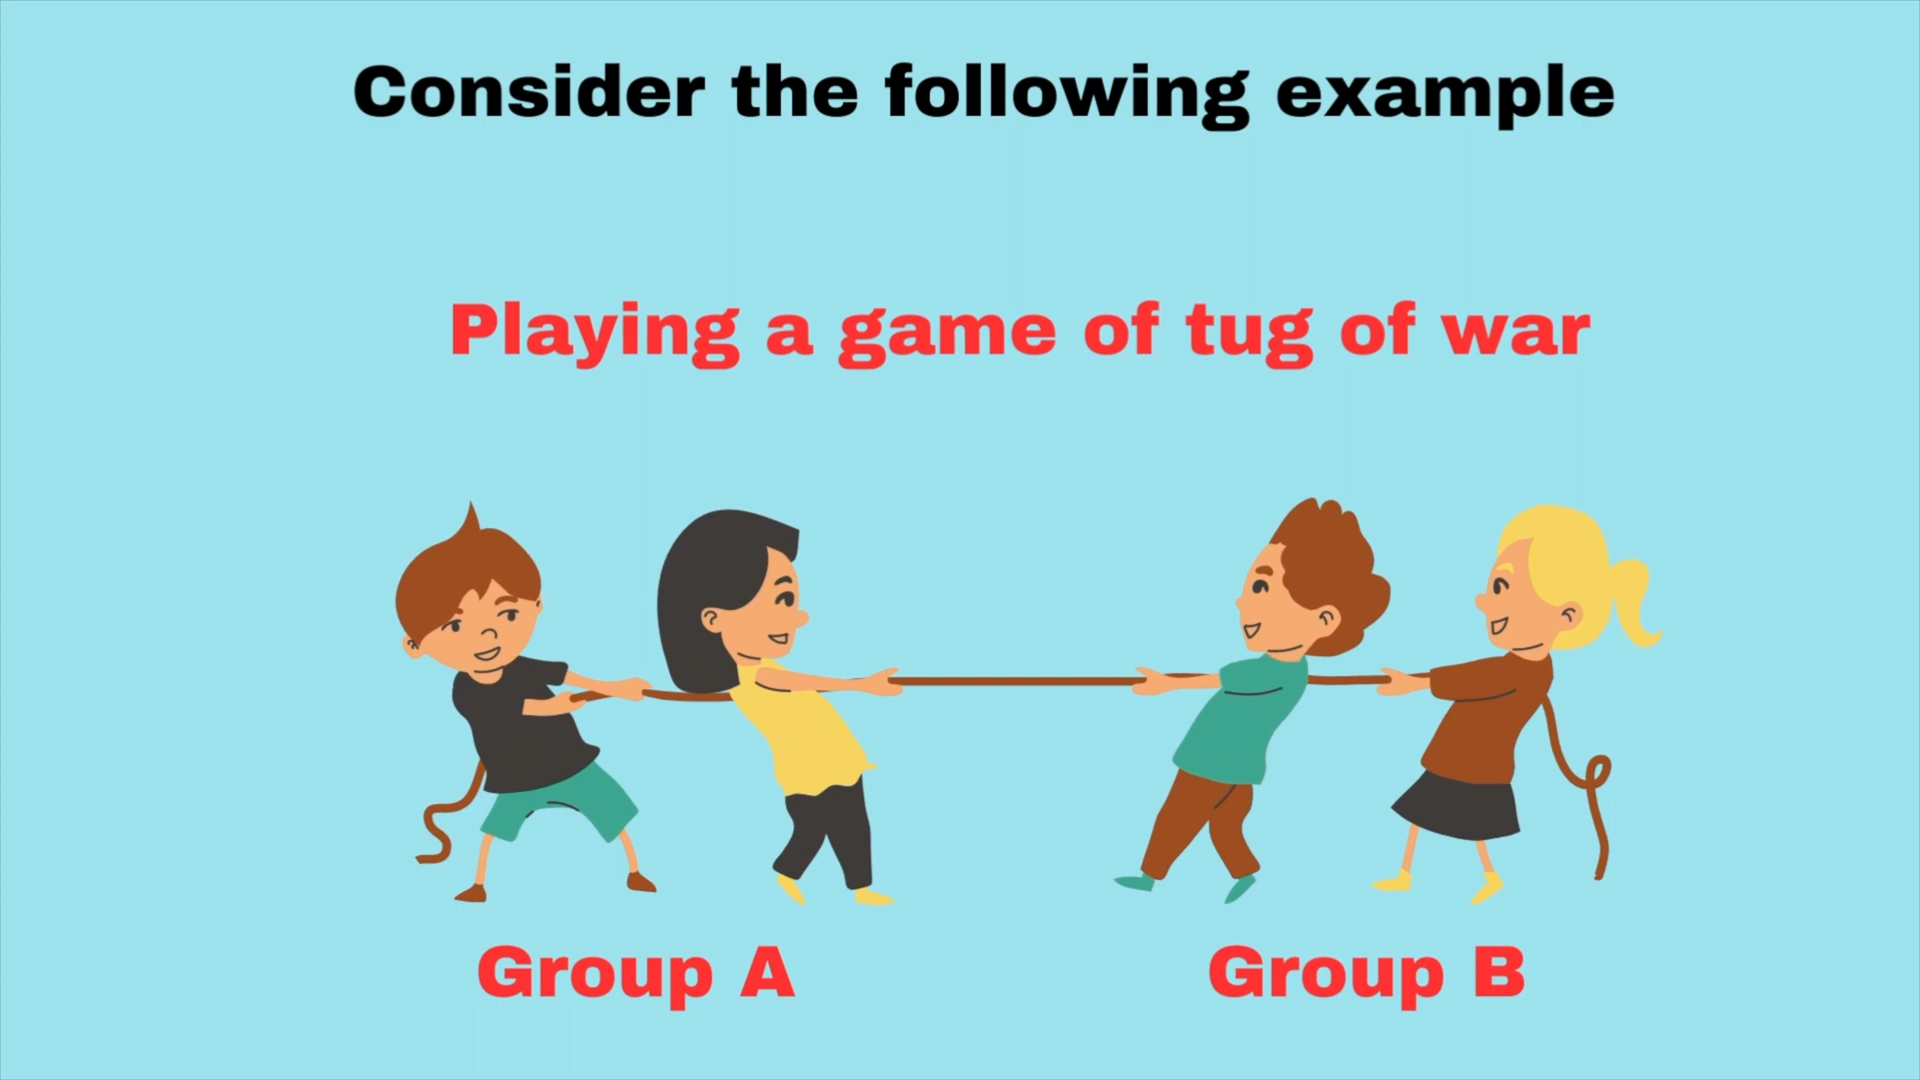 Consider the following example
Playing a game of tug of war
Group A
Group B